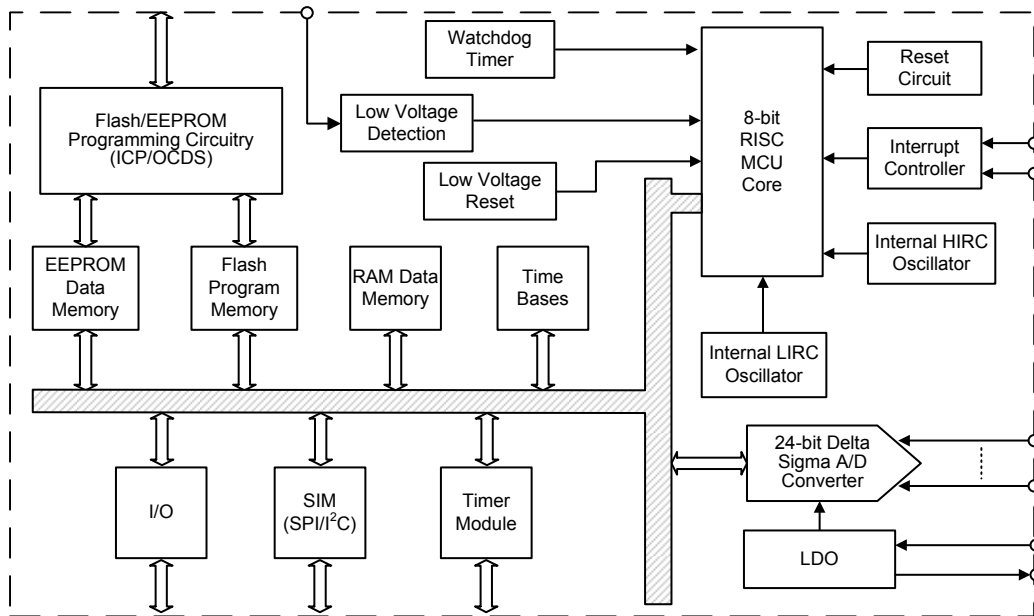 Watchdog
Timer
Reset
Circuit
Flash/EEPROM
Programming Circuitry
(ICP/OCDS)
Low Voltage
Detection
8-bit
RISC
MCU
Core
Interrupt
Controller
Low Voltage
Reset
EEPROM
Data
Memory
Flash
Program
Memory
RAM Data
Memory
Time
Bases
Internal HIRC
Oscillator
Internal LIRC
Oscillator
24-bit Delta
Sigma A/D
Converter
I/O
SIM
(SPI/I²C)
Timer
Module
LDO